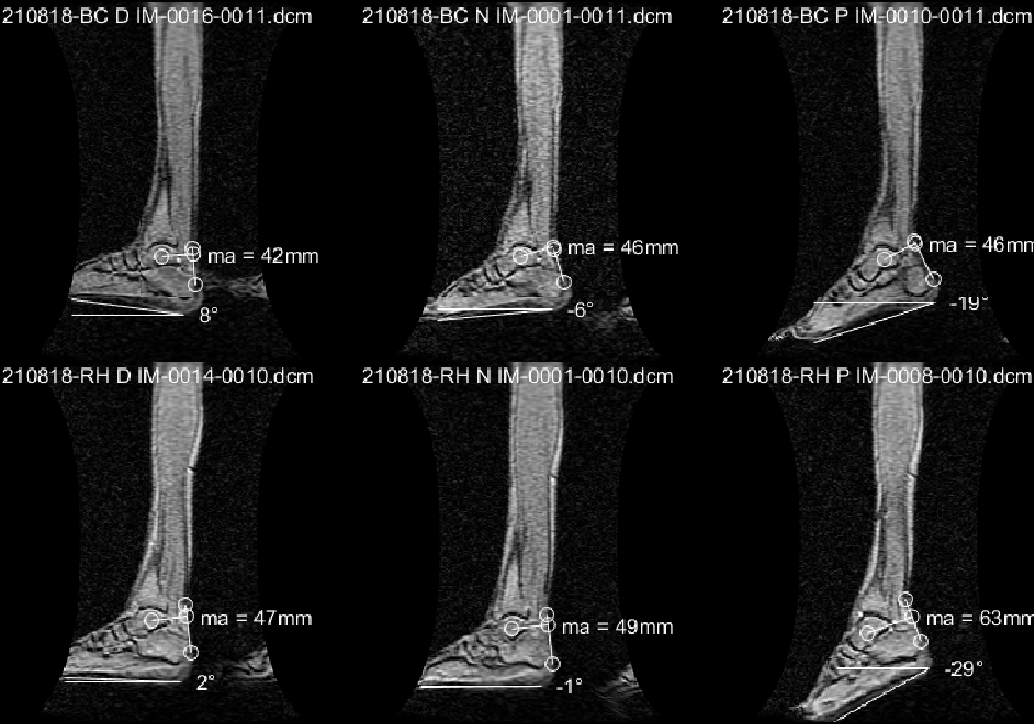 210818-BC D IM-0016-0011.dcm
210818-BC N IM-0001-0011.dcm
210818-BC P IM-0010-0011.dcm
ma = 42mm
ma = 46mm
ma = 46mm
8°
-6°
-19°
210818-RH D IM-0014-0010.dcm
210818-RH N IM-0001-0010.dcm
210818-RH P IM-0008-0010.dcm
ma = 47mm
ma = 49mm
ma = 63mm
2°
-1°
-29°